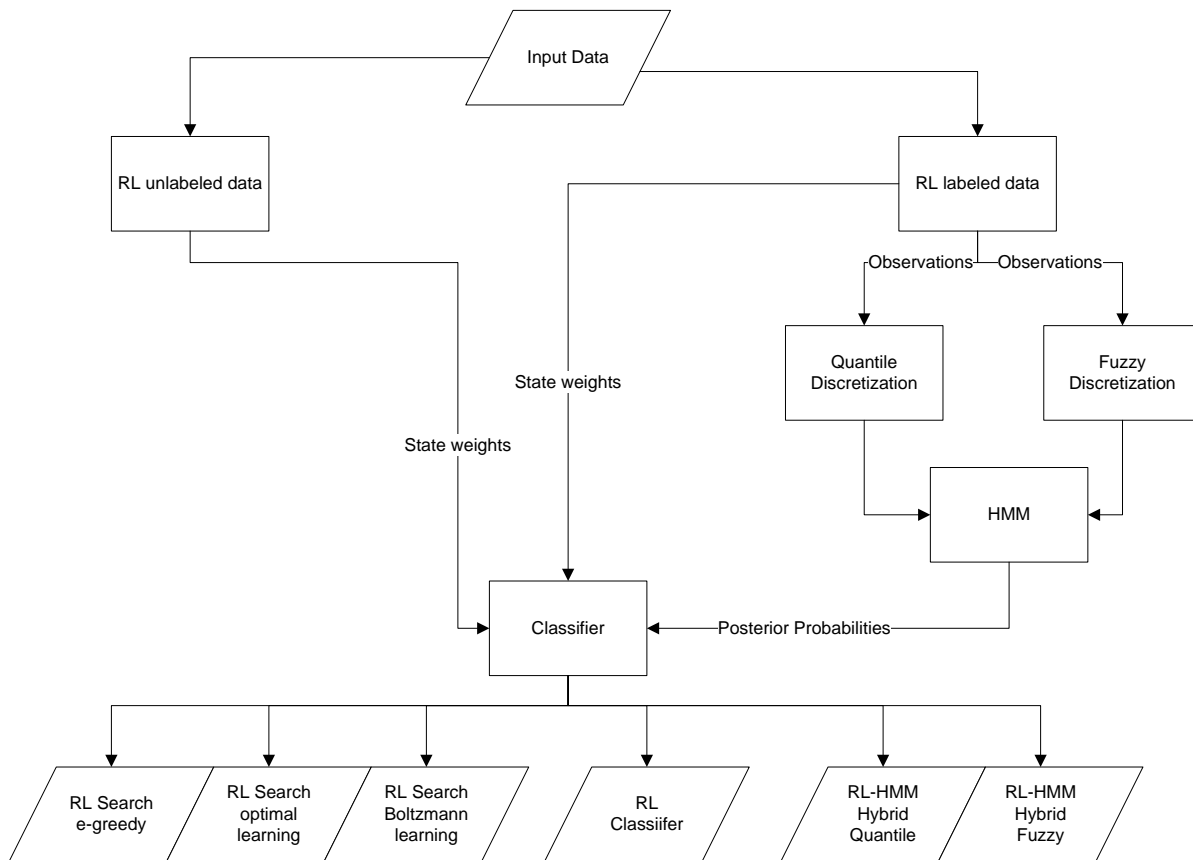 Input Data
RL unlabeled data
RL labeled data
Observations
Observations
Quantile
Discretization
Fuzzy
Discretization
State weights
State weights
HMM
Classifier
Posterior Probabilities
RL Search
e-greedy
RL Search
optimal
learning
RL Search
Boltzmann
learning
RL
Classiifer
RL-HMM
Hybrid
Quantile
RL-HMM
Hybrid
Fuzzy